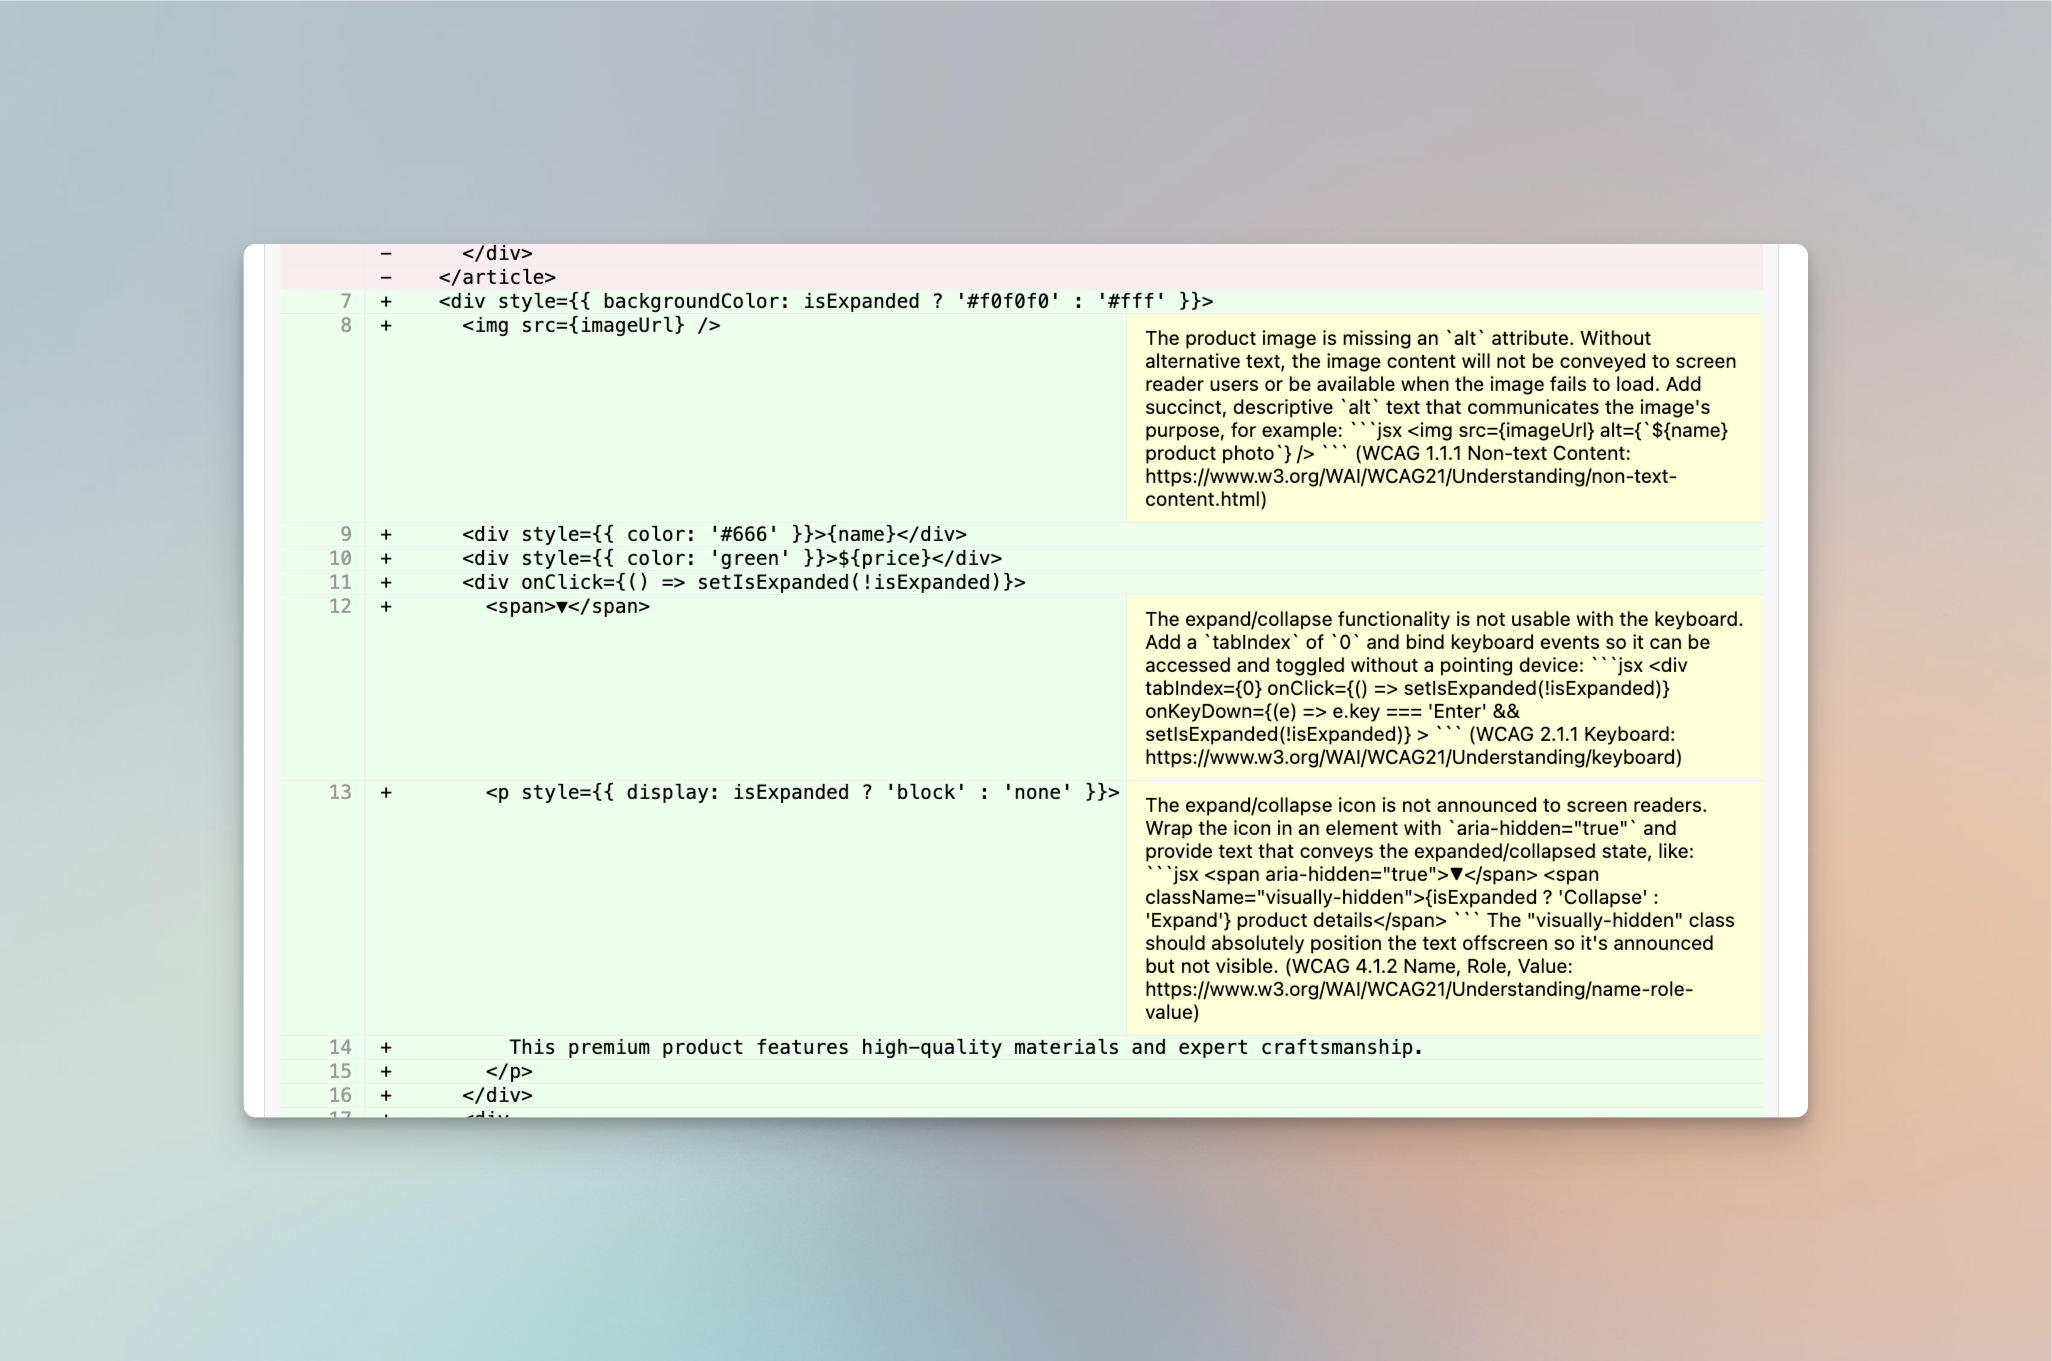 -      </div>
-    </article>
7 +    <div style={{ backgroundColor: isExpanded ? '#f0f0f0' : '#fff' }}>
8 +      <img src={imageUrl} />
The product image is missing an `alt` attribute. Without
alternative text, the image content will not be conveyed to screen
reader users or be available when the image fails to load. Add
succinct, descriptive `alt` text that communicates the image's
purpose, for example: ```jsx <img src={imageUrl} alt={`${name}
product photo`} /> ``` (WCAG 1.1.1 Non-text Content:
https://www.w3.org/WAI/WCAG21/Understanding/non-text-
content.html)
9 +      <div style={{ color: '#666' }}>{name}</div>
10 +      <div style={{ color: 'green' }}>${price}</div>
11 +      <div onClick={() => setIsExpanded(!isExpanded)}>
12 +        <span>▼</span>
The expand/collapse functionality is not usable with the keyboard.
Add a `tabIndex` of `0` and bind keyboard events so it can be
accessed and toggled without a pointing device: ```jsx <div
tabIndex={0} onClick={() => setIsExpanded(!isExpanded)}
onKeyDown={(e) => e.key === 'Enter' &&
setIsExpanded(!isExpanded)} > ``` (WCAG 2.1.1 Keyboard:
https://www.w3.org/WAI/WCAG21/Understanding/keyboard)
13 +        <p style={{ display: isExpanded ? 'block' : 'none' }}>
The expand/collapse icon is not announced to screen readers.
Wrap the icon in an element with `aria-hidden="true"` and
provide text that conveys the expanded/collapsed state, like:
```jsx <span aria-hidden="true">▼</span> <span
className="visually-hidden">{isExpanded ? 'Collapse' :
'Expand'} product details</span> ``` The "visually-hidden" class
should absolutely position the text offscreen so it's announced
but not visible. (WCAG 4.1.2 Name, Role, Value:
https://www.w3.org/WAI/WCAG21/Understanding/name-role-
value)
14 +          This premium product features high-quality materials and expert craftsmanship.
15 +        </p>
16 +      </div>
17 +      <div